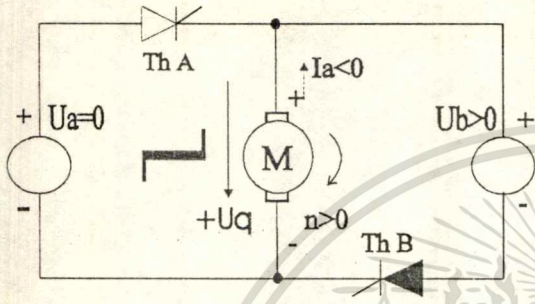 Th A
Ia<0
+
+
Ua=0
Ub>0
+
M
-
-
+Uq
n>0
-
Th B